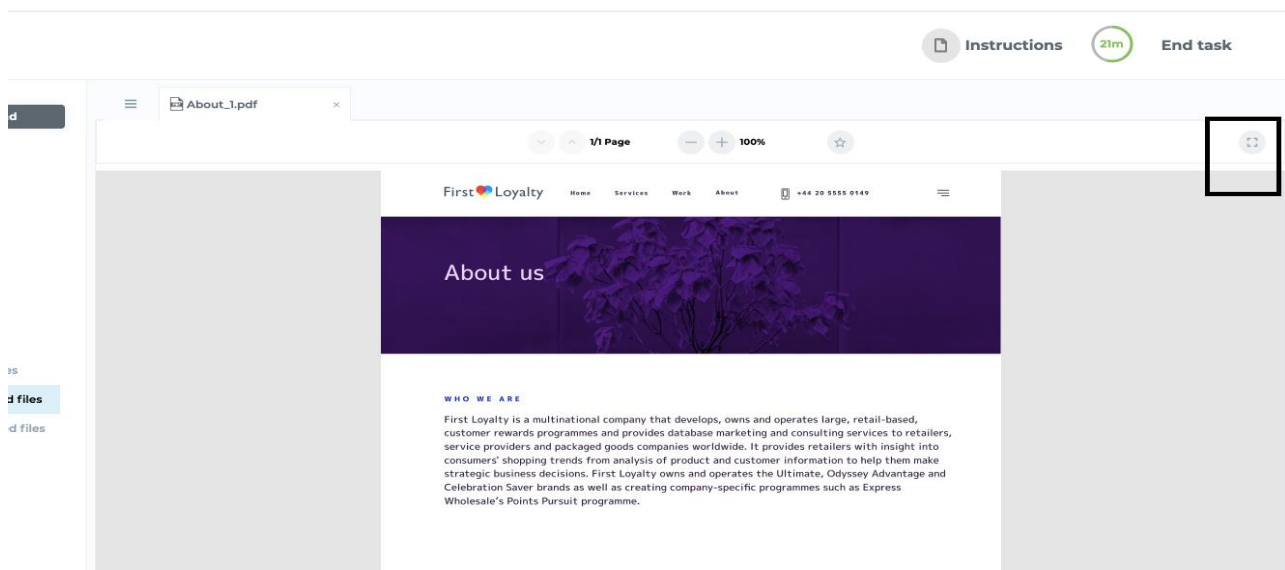 Instructions
21m
End task
d
About_1.pdf
1/1 Page
100%
First Loyalty
Home
Services
Work
About
+44 20 5555 0149
About us
es
d files
ed files
WHO WE ARE
First Loyalty is a multinational company that develops, owns and operates large, retail-based,
customer rewards programmes and provides database marketing and consulting services to retailers,
service providers and packaged goods companies worldwide. It provides retailers with insight into
consumers' shopping trends from analysis of product and customer information to help them make
strategic business decisions. First Loyalty owns and operates the Ultimate, Odyssey Advantage and
Celebration Saver brands as well as creating company-specific programmes such as Express
Wholesale's Points Pursuit programme.